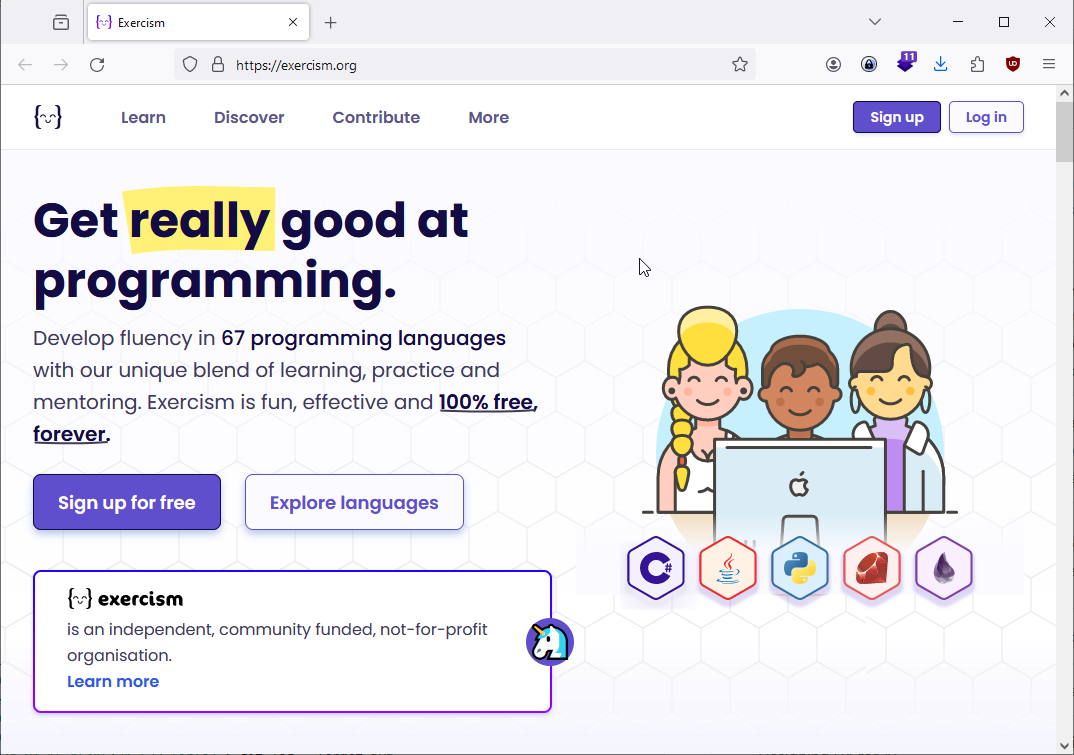 Exercism
https://exercism.org
11
Learn Discover Contribute More Sign up Log in
Get really good at
programming.
Develop fluency in 67 programming languages
with our unique blend of learning, practice and
mentoring. Exercism is fun, effective and 100% free,
forever.
Sign up for free Explore languages
C#
exercism
is an independent, community funded, not-for-profit
organisation.
Learn more